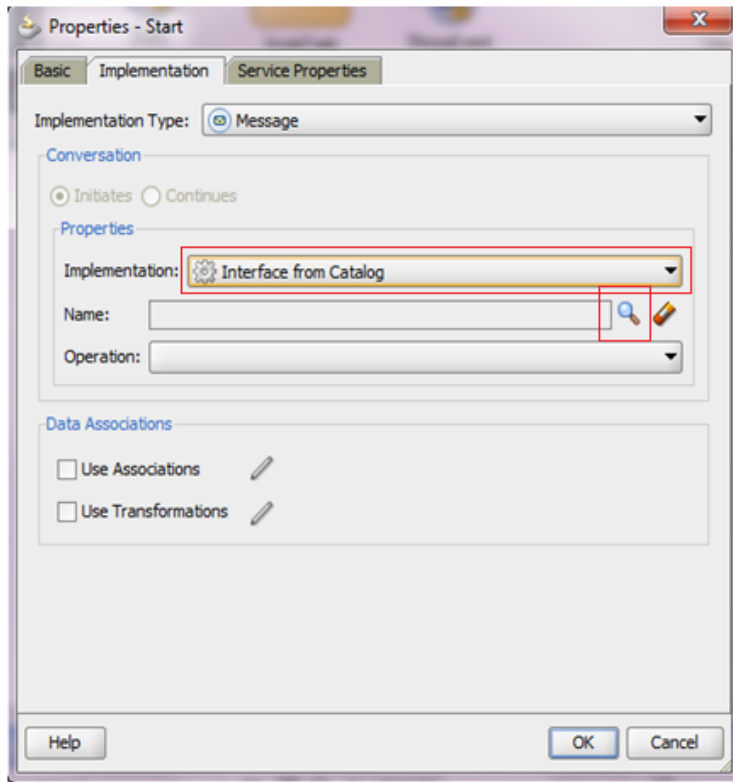 Properties - Start
Basic Implementation Service Properties
Implementation Type: Message
Conversation
Initiates Continues
Properties
Implementation: Interface from Catalog
Name:
Operation:
Data Associations
Use Associations
Use Transformations
Help OK Cancel